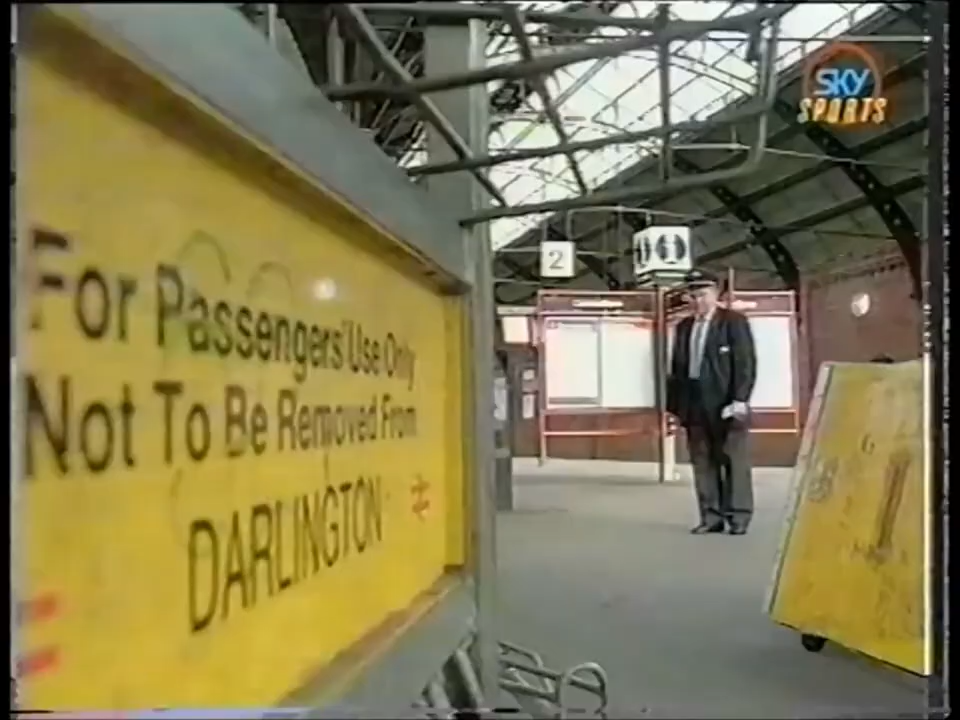 SKY
SPORTS
2
For Passengers' Use Only
Not To Be Removed From
DARLINGTON